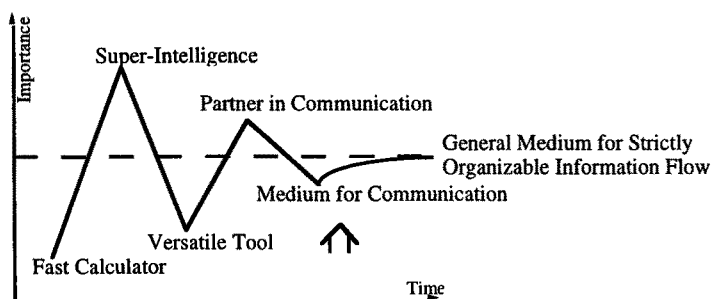 Importance
Super-Intelligence
Partner in Communication
General Medium for Strictly
Organizable Information Flow
Medium for Communication
Versatile Tool
Fast Calculator
Time